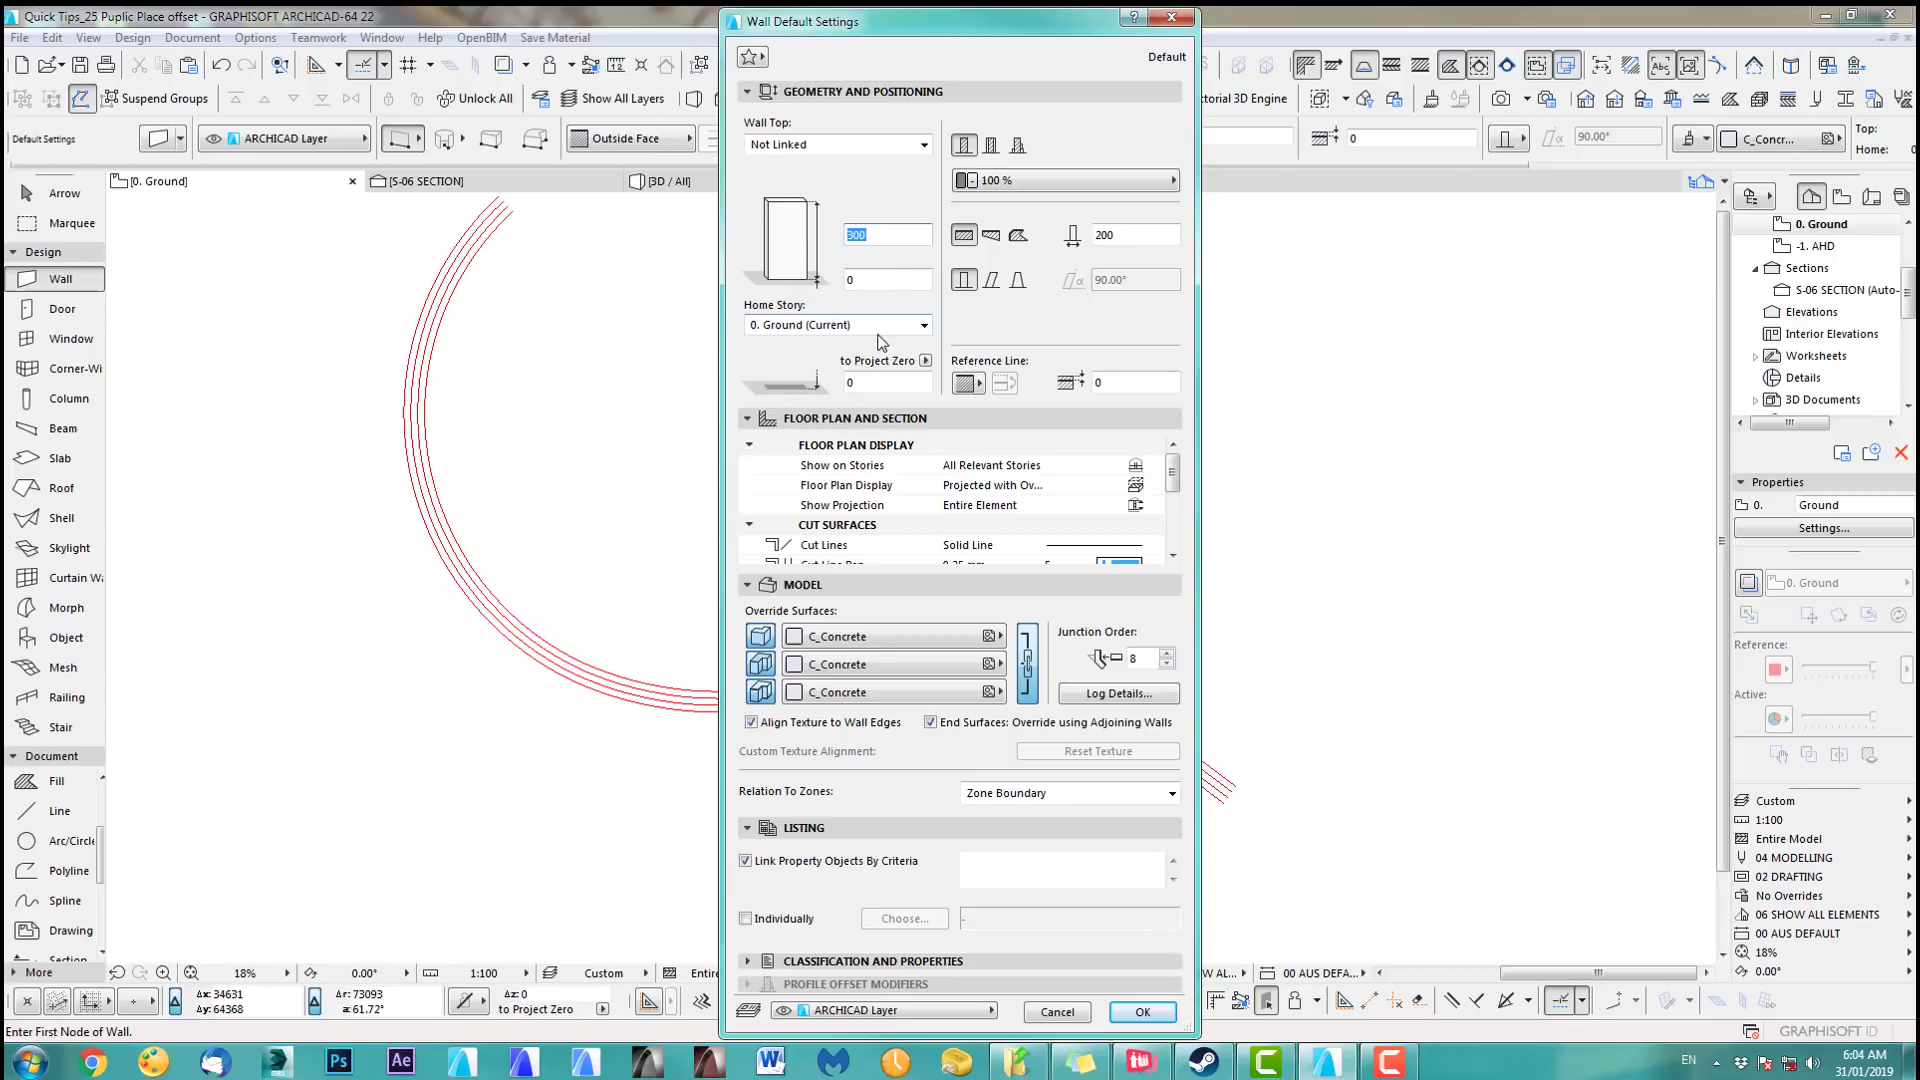 Quick Tips_25 Puplic Place offset - GRAPHISOFT ARCHICAD-64 22
File Edit View Design Document Options Teamwork Window Help OpenBIM Save Material
Suspend Groups
Unlock All
Show All Layers
torial 3D Engine
Default Settings
ARCHICAD Layer
Outside Face
0
90.00°
C_Concr...
Top:
Home:
[0. Ground]
[S-06 SECTION]
[3D / All]
Arrow
Marquee
Design
Wall
Door
Window
Corner-Wi
Column
Beam
Slab
Roof
Shell
Skylight
Curtain Wa
Morph
Object
Mesh
Railing
Stair
Document
Fill
Line
Arc/Circle
Polyline
Spline
Drawing
Section
More
Wall Default Settings
Default
GEOMETRY AND POSITIONING
Wall Top:
Not Linked
100 %
300
200
0
90.00°
Home Story:
0. Ground (Current)
to Project Zero
Reference Line:
0
0
FLOOR PLAN AND SECTION
FLOOR PLAN DISPLAY
Show on Stories All Relevant Stories
Floor Plan Display Projected with Ov...
Show Projection Entire Element
CUT SURFACES
Cut Lines Solid Line
MODEL
Override Surfaces:
C_Concrete
C_Concrete
C_Concrete
Junction Order:
8
Log Details...
Align Texture to Wall Edges
End Surfaces: Override using Adjoining Walls
Custom Texture Alignment:
Reset Texture
Relation To Zones:
Zone Boundary
LISTING
Link Property Objects By Criteria
Individually
Choose...
CLASSIFICATION AND PROPERTIES
PROFILE OFFSET MODIFIERS
ARCHICAD Layer
Cancel
OK
0. Ground
-1. AHD
Sections
S-06 SECTION (Auto-
Elevations
Interior Elevations
Worksheets
Details
3D Documents
Properties
0. Ground
Settings...
0. Ground
Reference:
Active:
Custom
1:100
Entire Model
04 MODELLING
02 DRAFTING
No Overrides
06 SHOW ALL ELEMENTS
00 AUS DEFAULT
18%
0.00°
18%
0.00°
1:100
Custom
Entire
W AL...
00 AUS DEFA...
Δx: 34631
Δy: 64368
Δr: 73093
a: 61.72°
Δz: 0
to Project Zero
Enter First Node of Wall.
GRAPHISOFT ID
Ps
Ae
EN
6:04 AM
31/01/2019